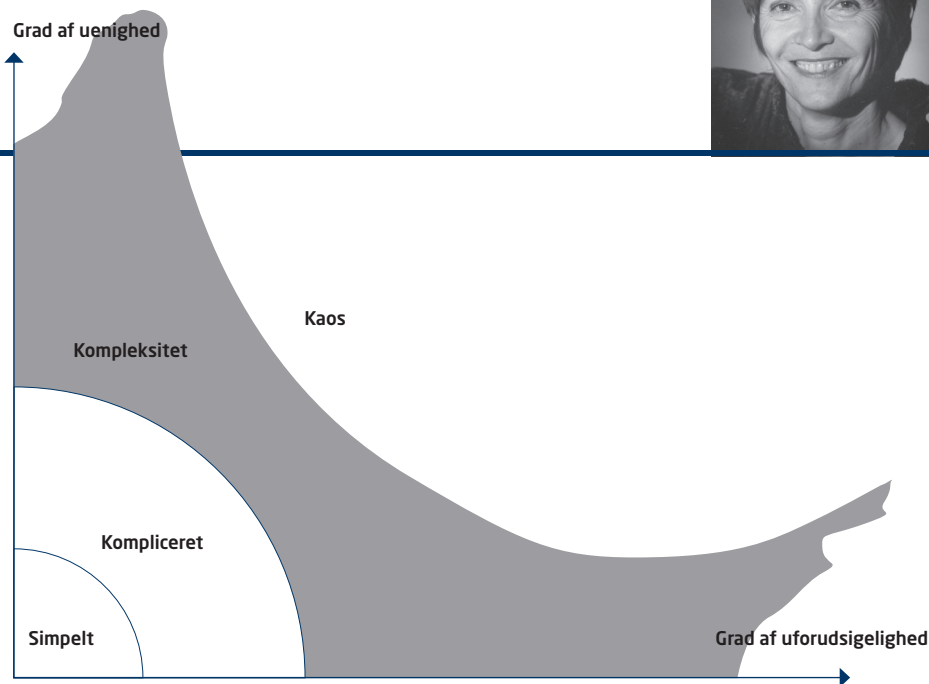 Grad af uenighed
Kaos
Kompleksitet
Kompliceret
Simpelt
Grad af uforudsigelighed